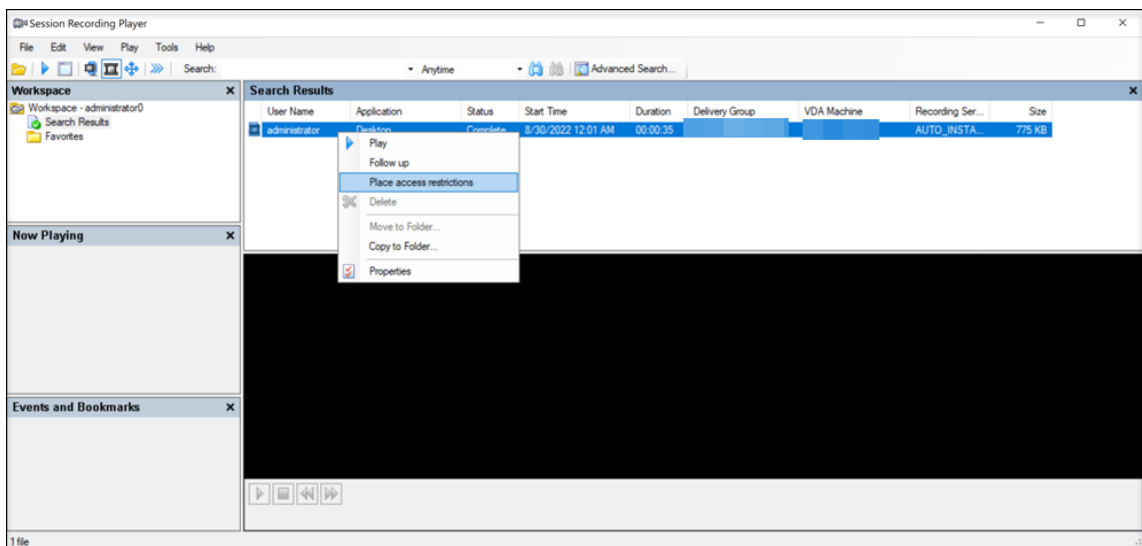 Session Recording Player
File Edit View Play Tools Help
Search: Anytime Advanced Search...
Workspace
Workspace - administrator0
Search Results
Favorites
Search Results
User Name Application Status Start Time Duration Delivery Group VDA Machine Recording Ser... Size
administrator Desktop Complete 8/30/2022 12:01 AM 00:00:35 AUTO_INSTA... 775 KB
Play
Follow up
Place access restrictions
Delete
Move to Folder...
Copy to Folder...
Properties
Now Playing
Events and Bookmarks
1 file